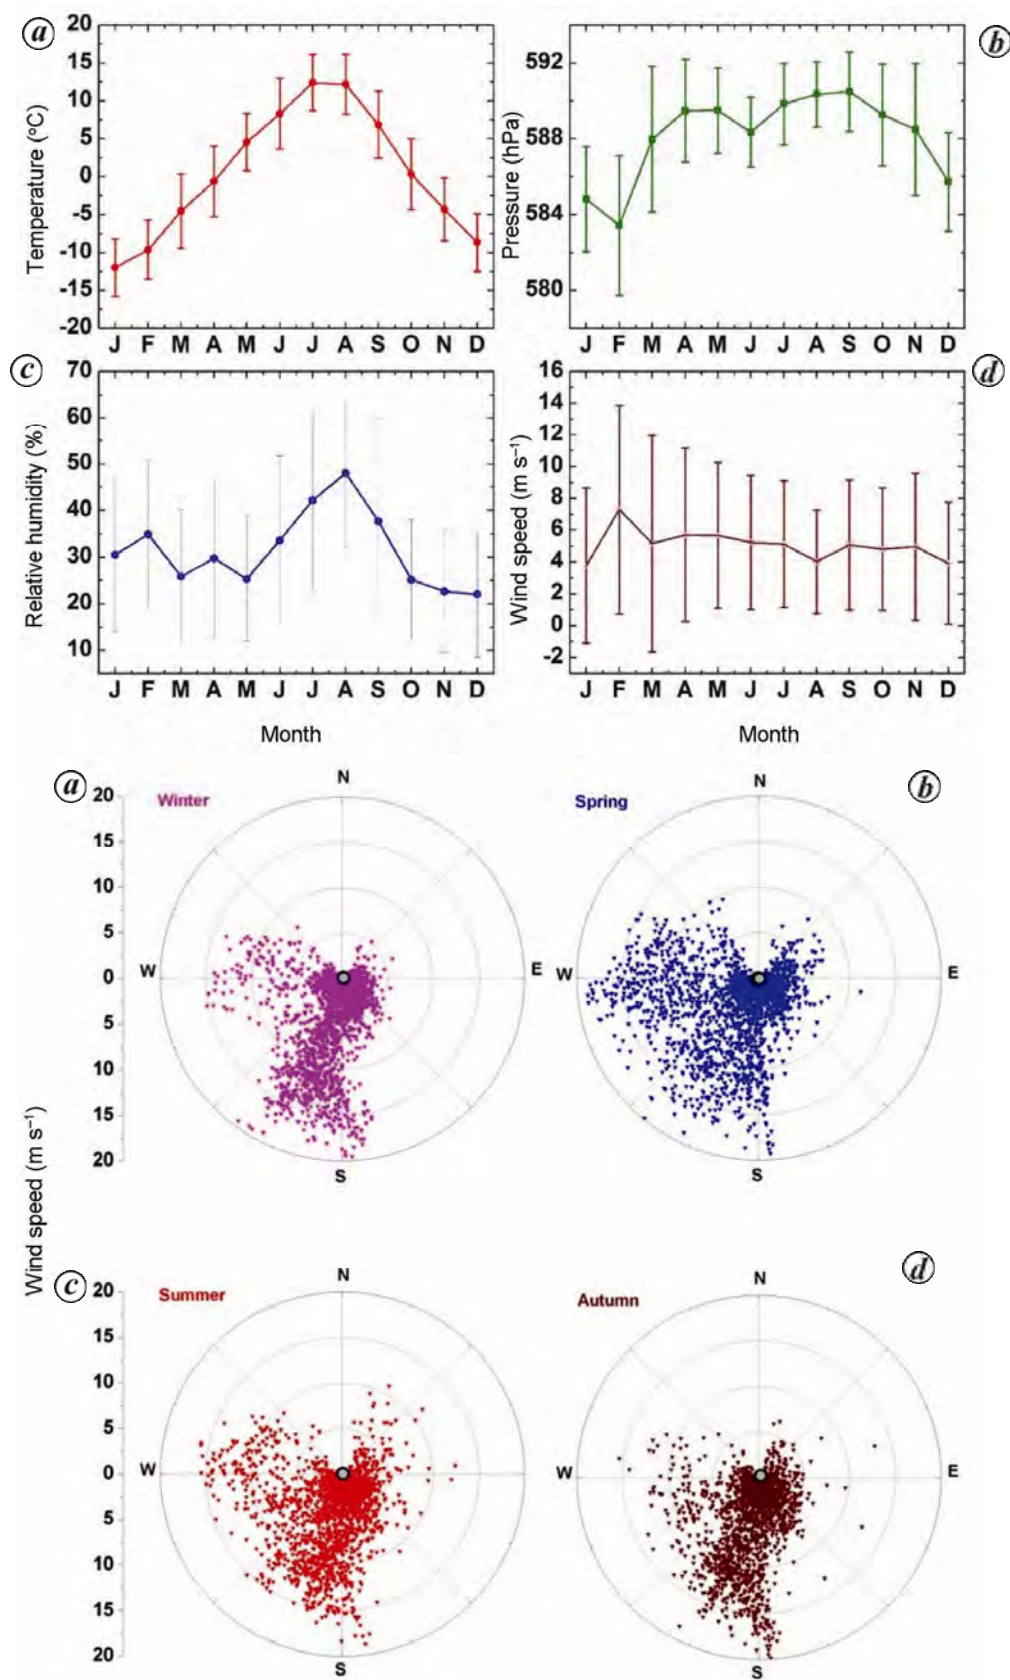 a
b
20
15
10
5
0
-5
-10
-15
-20
Temperature (°C)
J F M A M J J A S O N D
592
588
584
580
Pressure (hPa)
J F M A M J J A S O N D
c
d
70
60
50
40
30
20
10
Relative humidity (%)
J F M A M J J A S O N D
Month
16
14
12
10
8
6
4
2
0
-2
Wind speed (m s⁻¹)
J F M A M J J A S O N D
Month
a
Winter
N
20
15
10
5
0
5
10
15
20
W
E
S
b
Spring
N
W
E
S
Wind speed (m s⁻¹)
c
Summer
N
20
15
10
5
0
5
10
15
20
W
S
d
Autumn
N
W
E
S